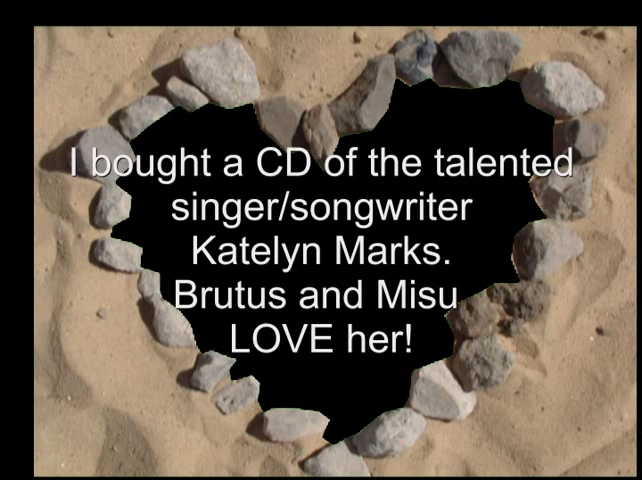 I bought a CD of the talented
singer/songwriter
Katelyn Marks.
Brutus and Misu
LOVE her!